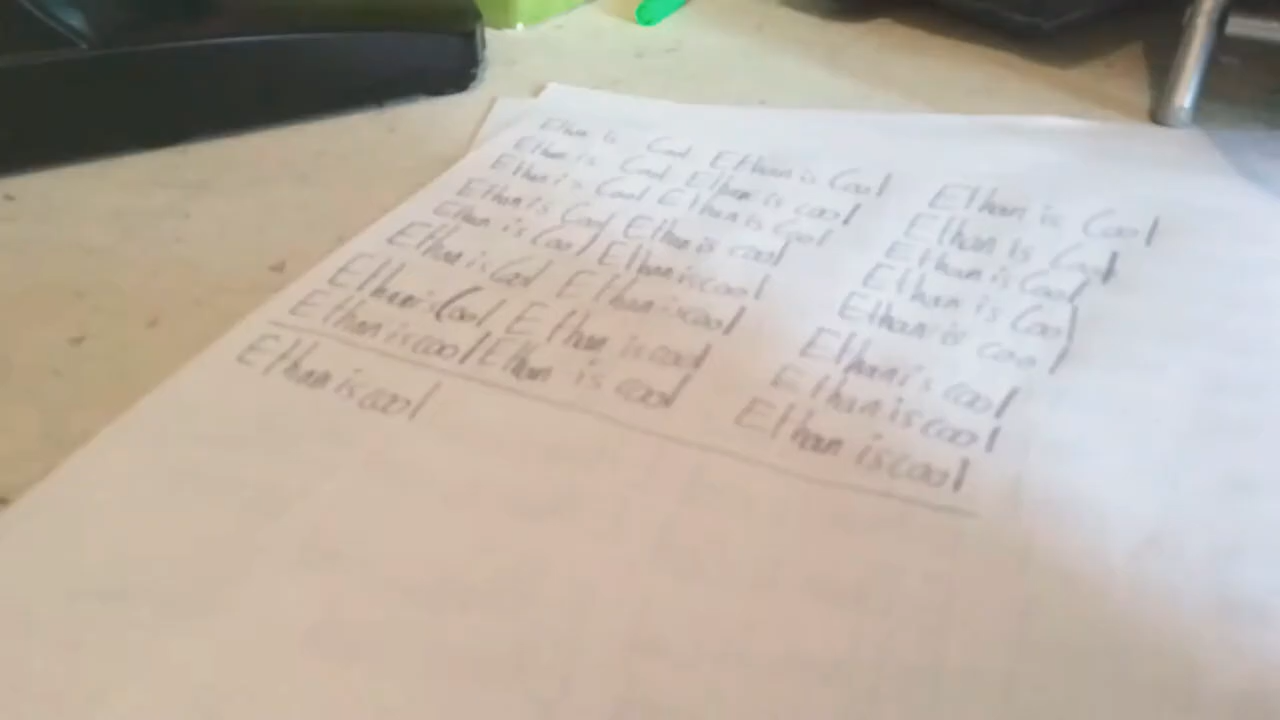 Ethan is Cool Ethan is Cool Ethan is Cool
Ethan is Cool Ethan is cool Ethan is Cool
Ethan is Cool Ethan is Cool Ethan is Cool
Ethan is Cool Ethan is cool Ethan is Cool
Ethan is Cool Ethan is cool Ethan is cool
Ethan is Cool Ethan is cool Ethan is cool
Ethan is Cool Ethan is cool Ethan is cool
Ethan is cool Ethan is cool Ethan is cool
Ethan is cool